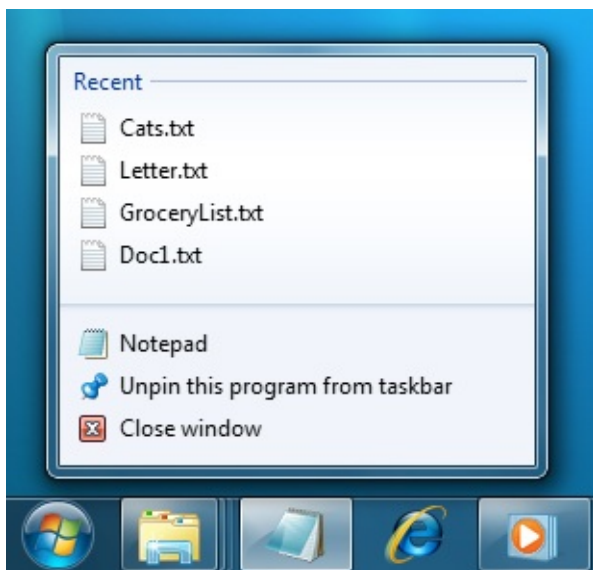 Recent
Cats.txt
Letter.txt
GroceryList.txt
Doc1.txt
Notepad
Unpin this program from taskbar
Close window